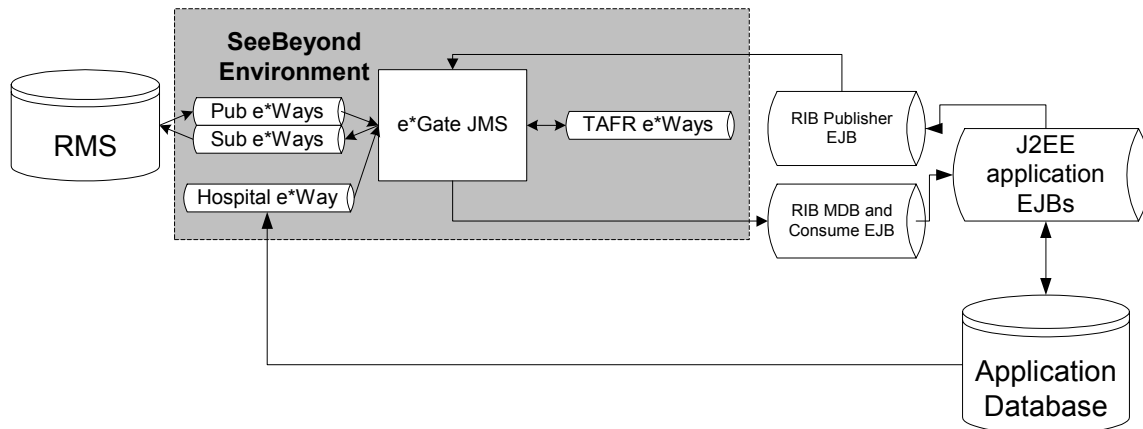 SeeBeyond
Environment
RMS
Pub e*Ways
Sub e*Ways
Hospital e*Way
e*Gate JMS
TAFR e*Ways
RIB Publisher
EJB
RIB MDB and
Consume EJB
J2EE
application
EJBs
Application
Database